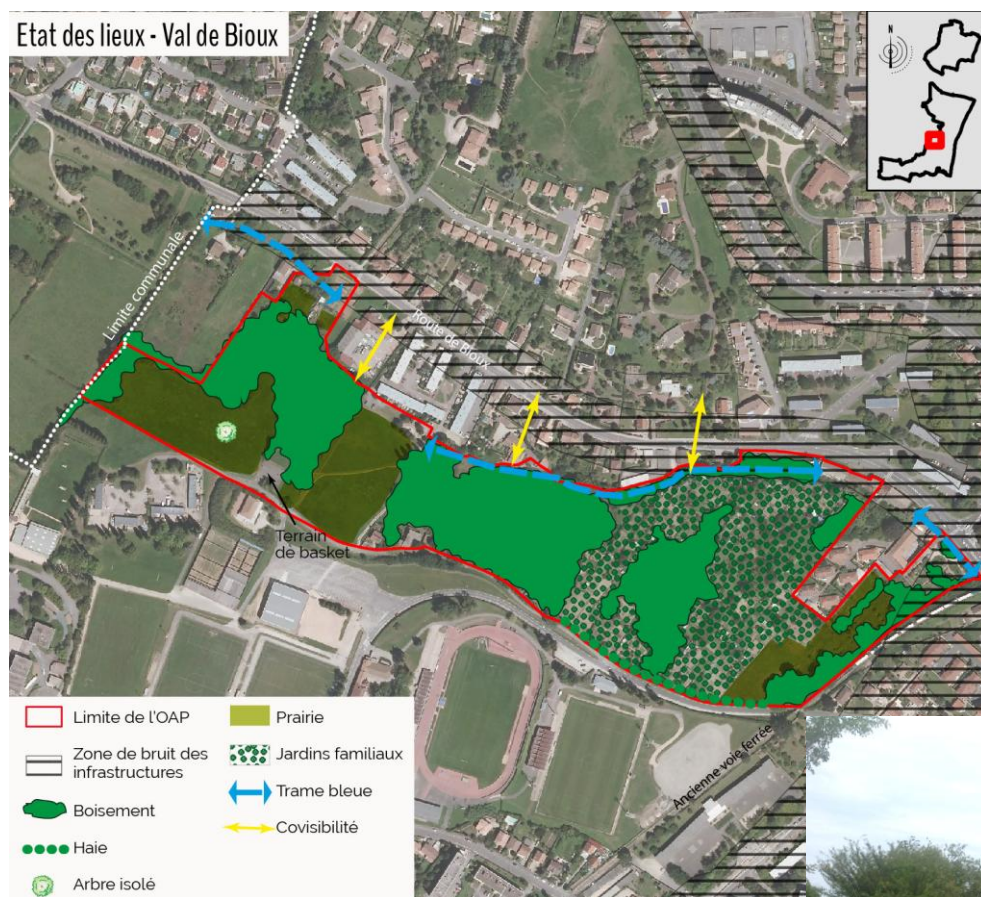 Etat des lieux - Val de Bioux
N
Limite communale
Route de Bioux
Terrain
de basket
Ancienne voie ferrée
Limite de l'OAP
Zone de bruit des
infrastructures
Boisement
Haie
Arbre isolé
Prairie
Jardins familiaux
Trame bleue
Covisibilité